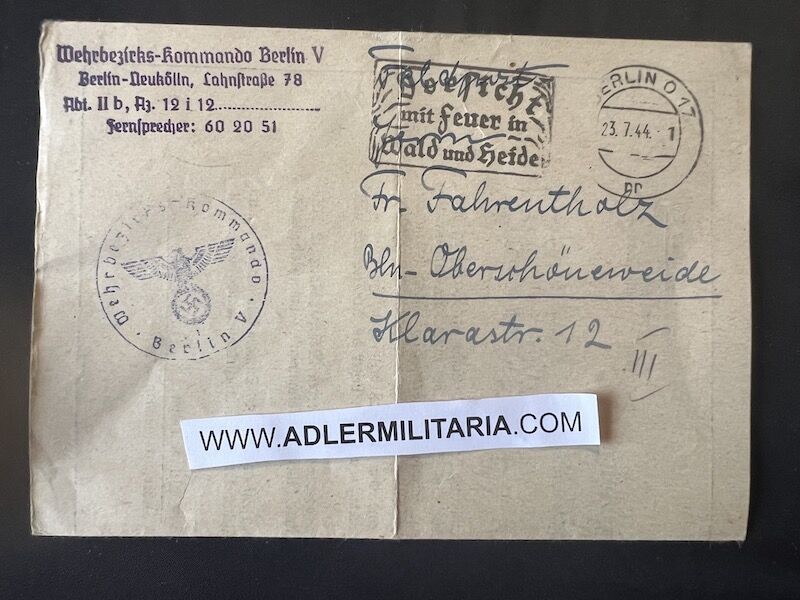 Wehrbezirks-Kommando Berlin V
Berlin-Neukölln, Lahnstraße 78
Abt. II b, Az. 12 i 12
Fernsprecher: 60 20 51
Feldpost
Vorsicht
mit Feuer in
Wald und Heide
BERLIN O 17
23.7.44. 1
Fr. Fahrentholz
Bln- Oberschöneweide
Klarastr. 12
III
Wehrbezirks-Kommando
Berlin V
WWW.ADLERMILITARIA.COM